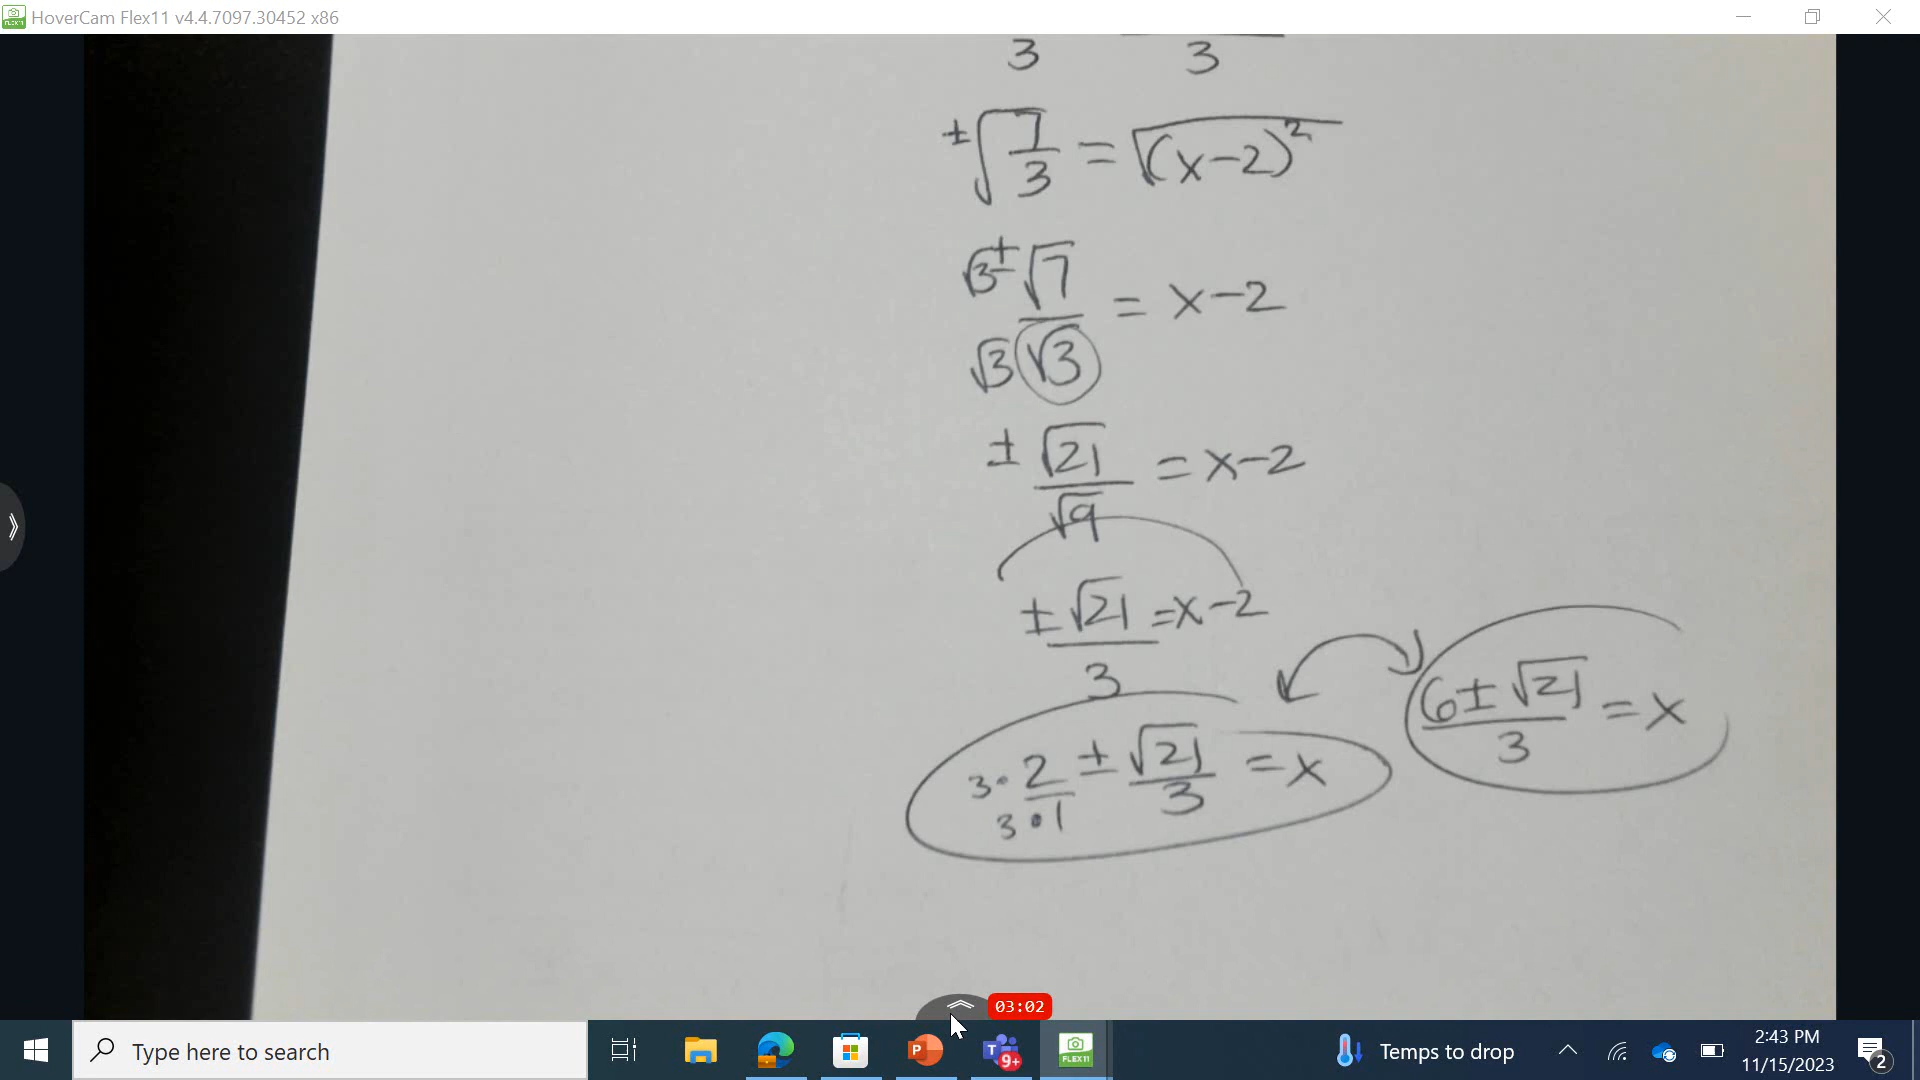 HoverCam Flex11 v4.4.7097.30452 x86
3 3
±√7/3 = √(x-2)²
√3 ± √7 / √3 √3 = x-2
± √21 / √9 = x-2
± √21 / 3 = x-2
6 ± √21 / 3 = x
3 · 2 / 3 · 1 ± √21 / 3 = x
03:02
Type here to search
P
T
9+
FLEX11
Temps to drop
2:43 PM
11/15/2023
2